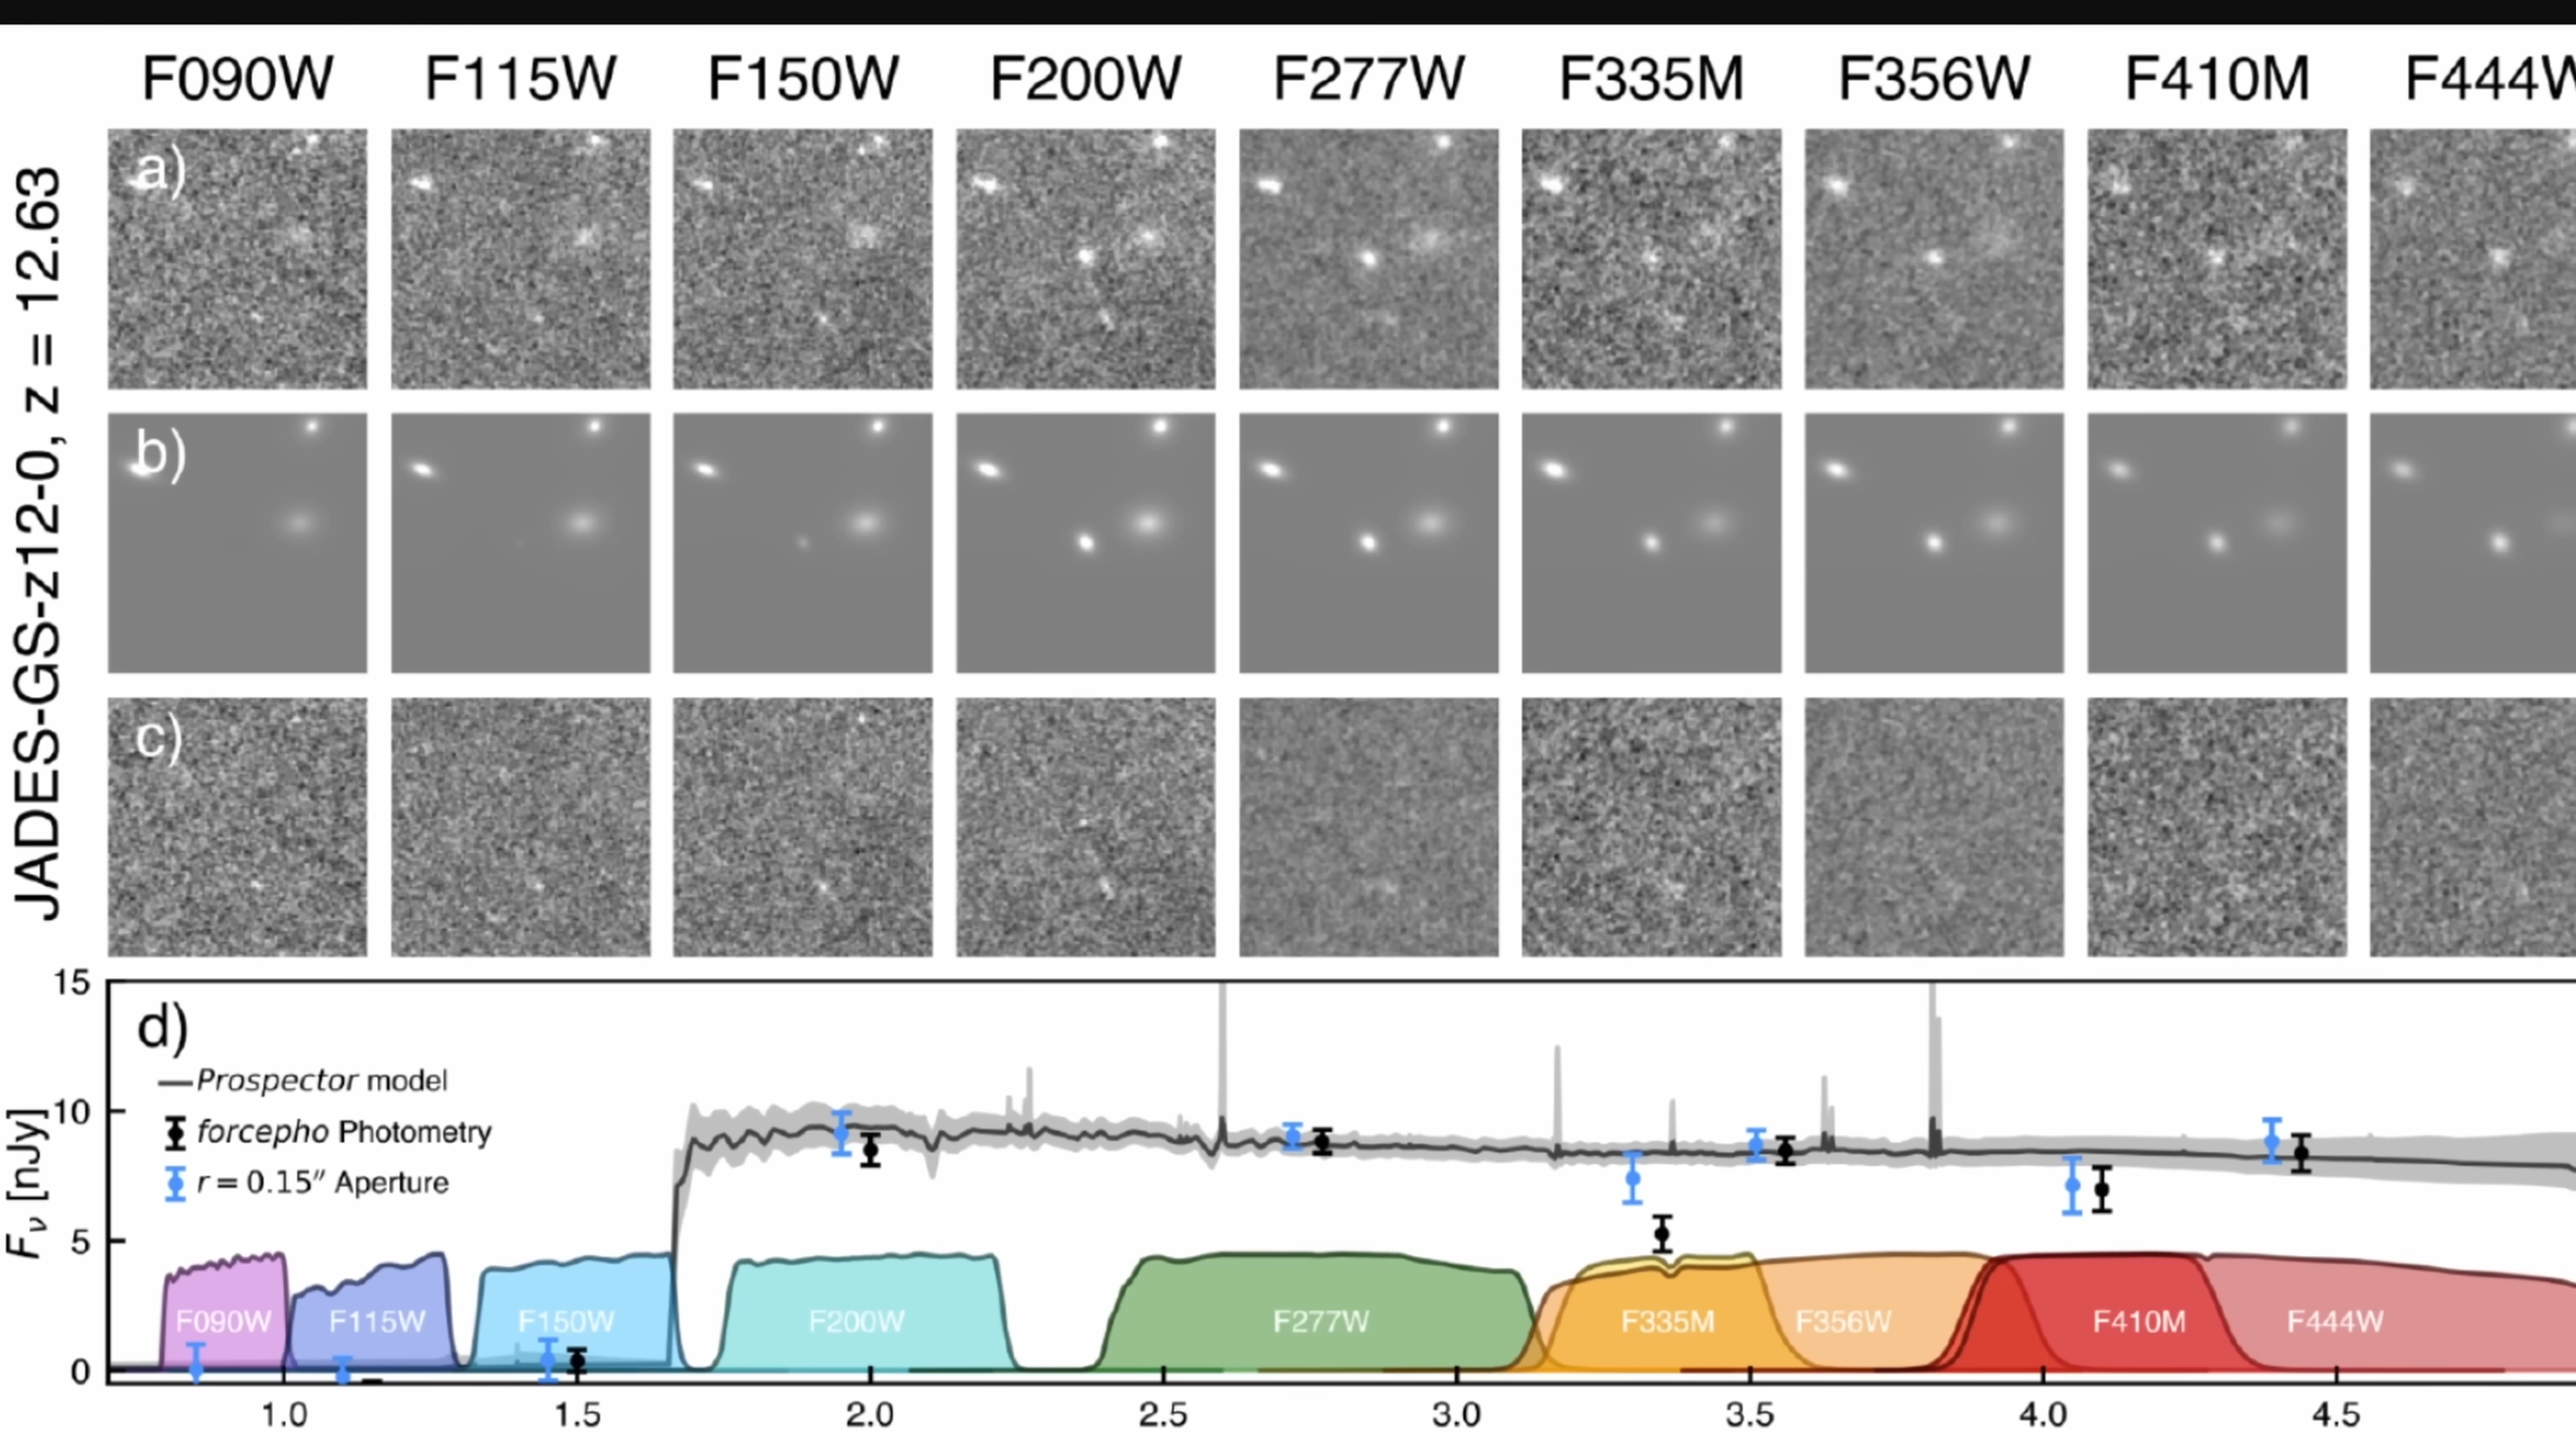 F090W F115W F150W F200W F277W F335M F356W F410M F444W
JADES-GS-z12-0, z = 12.63
a)
b)
c)
d)
Prospector model
forcepho Photometry
r = 0.15″ Aperture
Fν [nJy]
15
10
5
0
F090W F115W F150W F200W F277W F335M F356W F410M F444W
1.0 1.5 2.0 2.5 3.0 3.5 4.0 4.5